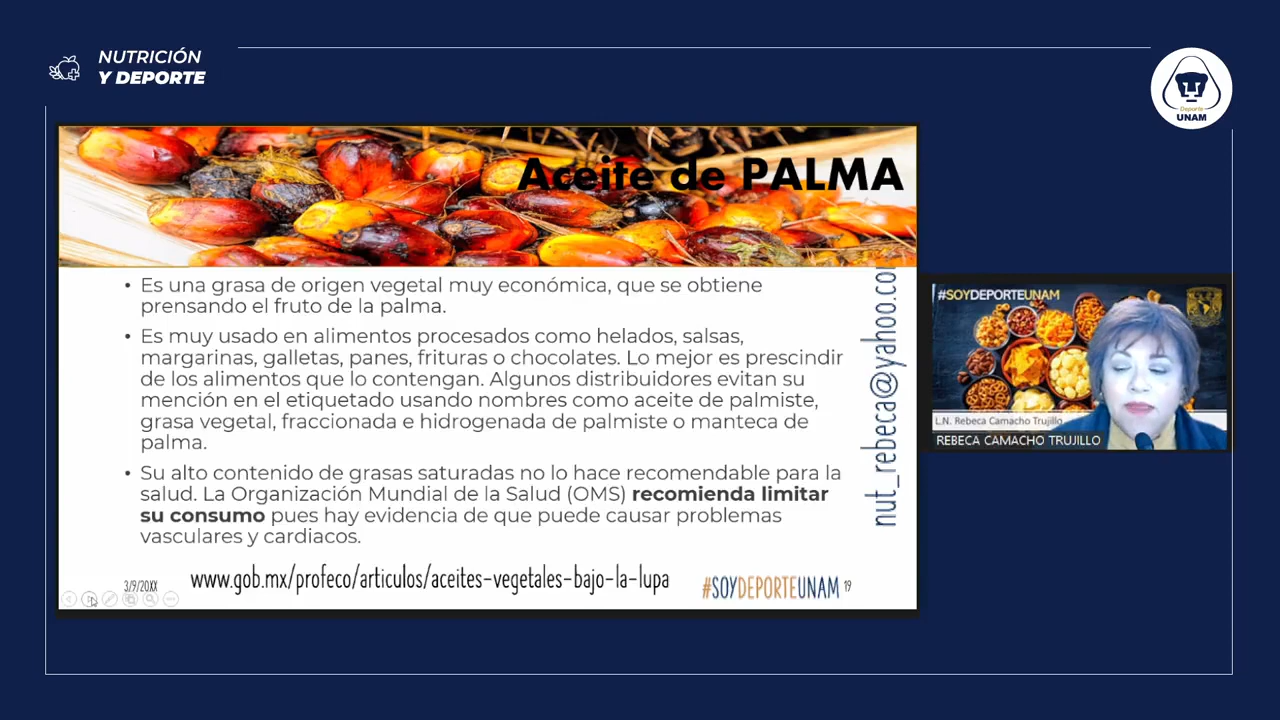 NUTRICIÓN
Y DEPORTE
Deporte
UNAM
Aceite de PALMA
• Es una grasa de origen vegetal muy económica, que se obtiene
prensando el fruto de la palma.
• Es muy usado en alimentos procesados como helados, salsas,
margarinas, galletas, panes, frituras o chocolates. Lo mejor es prescindir
de los alimentos que lo contengan. Algunos distribuidores evitan su
mención en el etiquetado usando nombres como aceite de palmiste,
grasa vegetal, fraccionada e hidrogenada de palmiste o manteca de
palma.
• Su alto contenido de grasas saturadas no lo hace recomendable para la
salud. La Organización Mundial de la Salud (OMS) recomienda limitar
su consumo pues hay evidencia de que puede causar problemas
vasculares y cardiacos.
nut_rebeca@yahoo.co
3/9/20XX
www.gob.mx/profeco/articulos/aceites-vegetales-bajo-la-lupa
#SOYDEPORTEUNAM
19
#SOYDEPORTEUNAM
L.N. Rebeca Camacho Trujillo
REBECA CAMACHO TRUJILLO